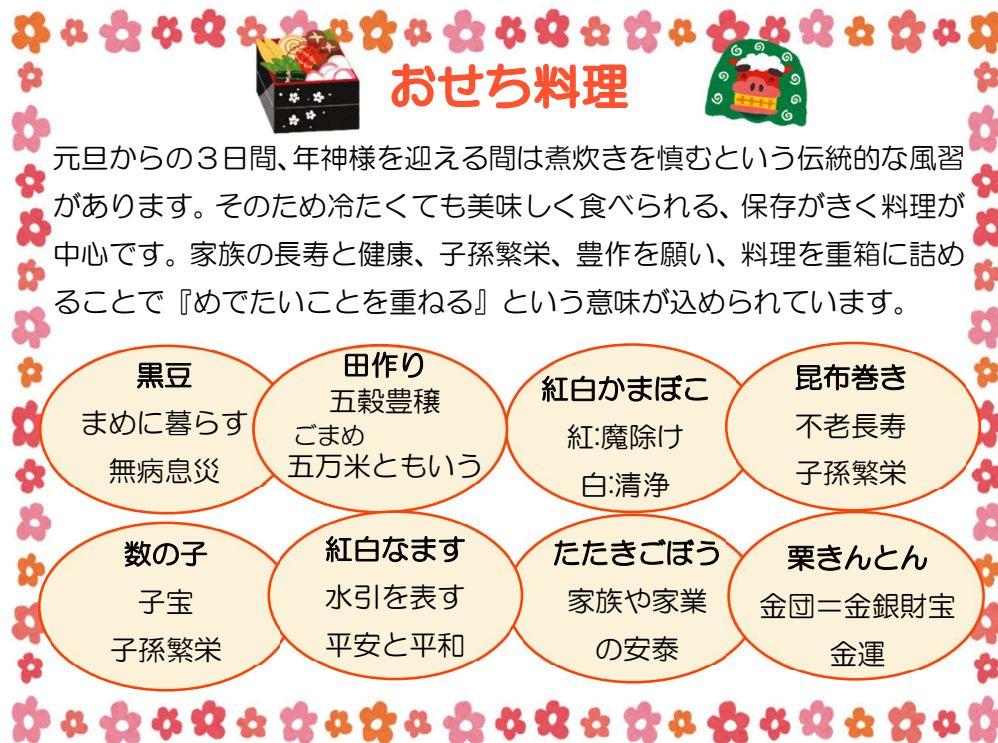 おせち料理
元旦からの３日間、年神様を迎える間は煮炊きを慎むという伝統的な風習
があります。そのため冷たくても美味しく食べられる、保存がきく料理が
中心です。家族の長寿と健康、子孫繁栄、豊作を願い、料理を重箱に詰め
ることで『めでたいことを重ねる』という意味が込められています。
黒豆
まめに暮らす
無病息災
田作り
五穀豊穣
ごまめ
五万米ともいう
紅白かまぼこ
紅:魔除け
白:清浄
昆布巻き
不老長寿
子孫繁栄
数の子
子宝
子孫繁栄
紅白なます
水引を表す
平安と平和
たたきごぼう
家族や家業
の安泰
栗きんとん
金団＝金銀財宝
金運